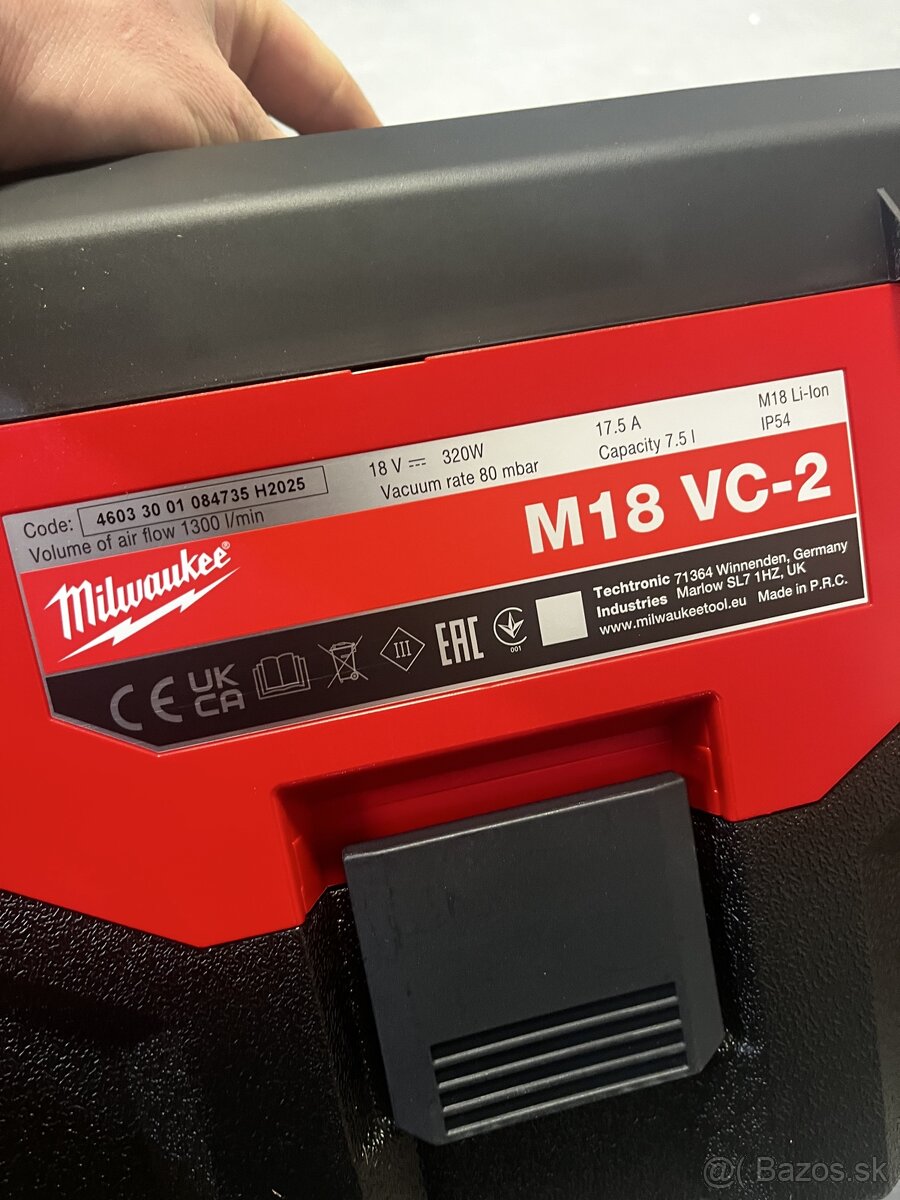 Code: 4603 30 01 084735 H2025
Volume of air flow 1300 l/min
18 V 320W
Vacuum rate 80 mbar
17.5 A
Capacity 7.5 l
M18 Li-Ion
IP54
M18 VC-2
Milwaukee®
CE
UK
CA
III
EAC
001
Techtronic 71364 Winnenden, Germany
Industries Marlow SL7 1HZ, UK
www.milwaukeetool.eu Made in P.R.C.
@( Bazos.sk